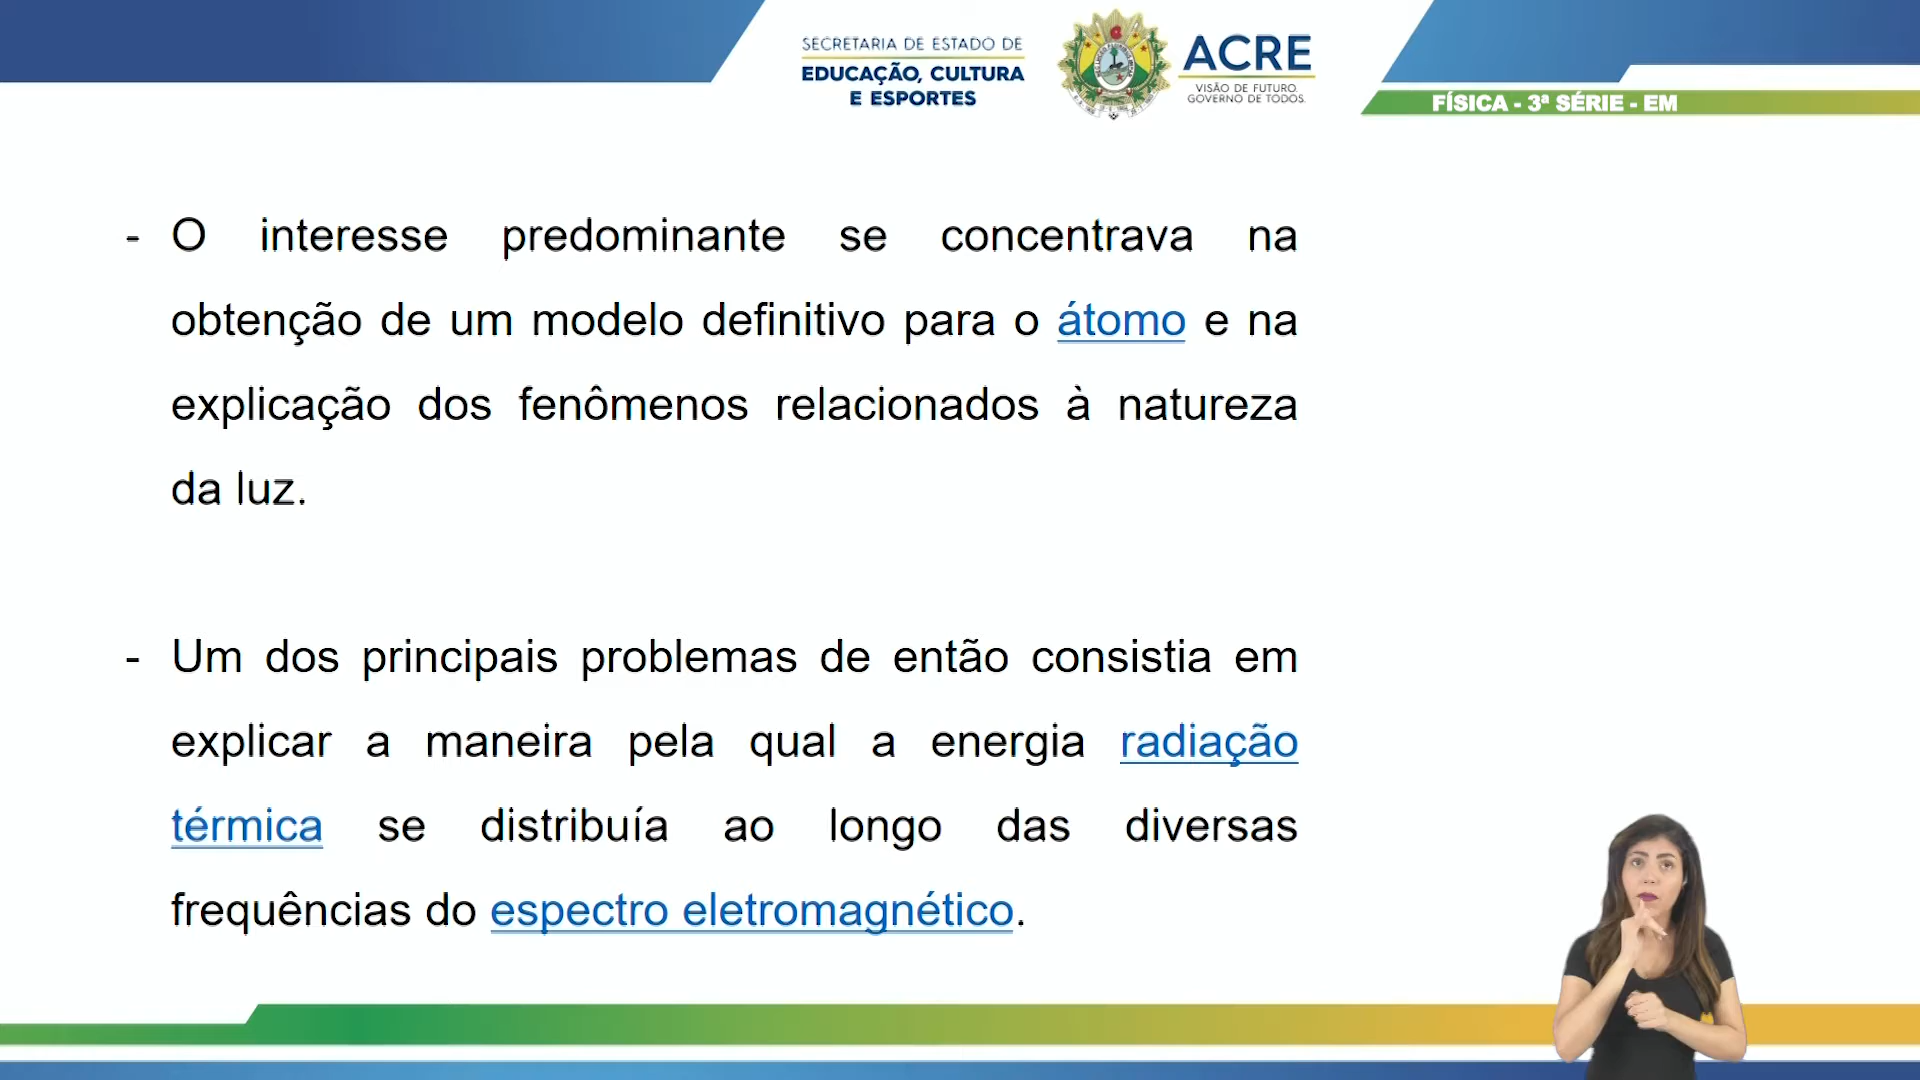 SECRETARIA DE ESTADO DE
EDUCAÇÃO, CULTURA
E ESPORTES
ACRE
VISÃO DE FUTURO.
GOVERNO DE TODOS.
FÍSICA - 3ª SÉRIE - EM
- O interesse predominante se concentrava na
obtenção de um modelo definitivo para o átomo e na
explicação dos fenômenos relacionados à natureza
da luz.
- Um dos principais problemas de então consistia em
explicar a maneira pela qual a energia radiação
térmica se distribuía ao longo das diversas
frequências do espectro eletromagnético.